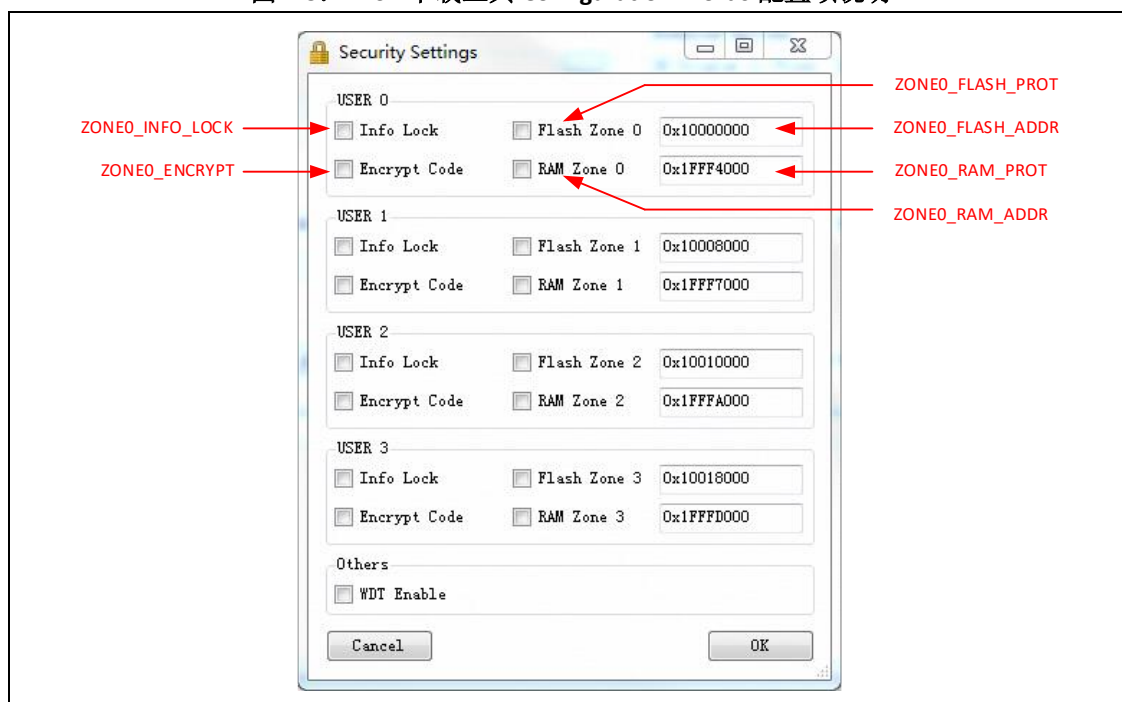 Security Settings
USER 0
ZONE0_FLASH_PROT
ZONE0_INFO_LOCK
Info Lock
Flash Zone 0
0x10000000
ZONE0_FLASH_ADDR
ZONE0_ENCRYPT
Encrypt Code
RAM Zone 0
0x1FFF4000
ZONE0_RAM_PROT
ZONE0_RAM_ADDR
USER 1
Info Lock
Flash Zone 1
0x10008000
Encrypt Code
RAM Zone 1
0x1FFF7000
USER 2
Info Lock
Flash Zone 2
0x10010000
Encrypt Code
RAM Zone 2
0x1FFFA000
USER 3
Info Lock
Flash Zone 3
0x10018000
Encrypt Code
RAM Zone 3
0x1FFFD000
Others
WDT Enable
Cancel
OK